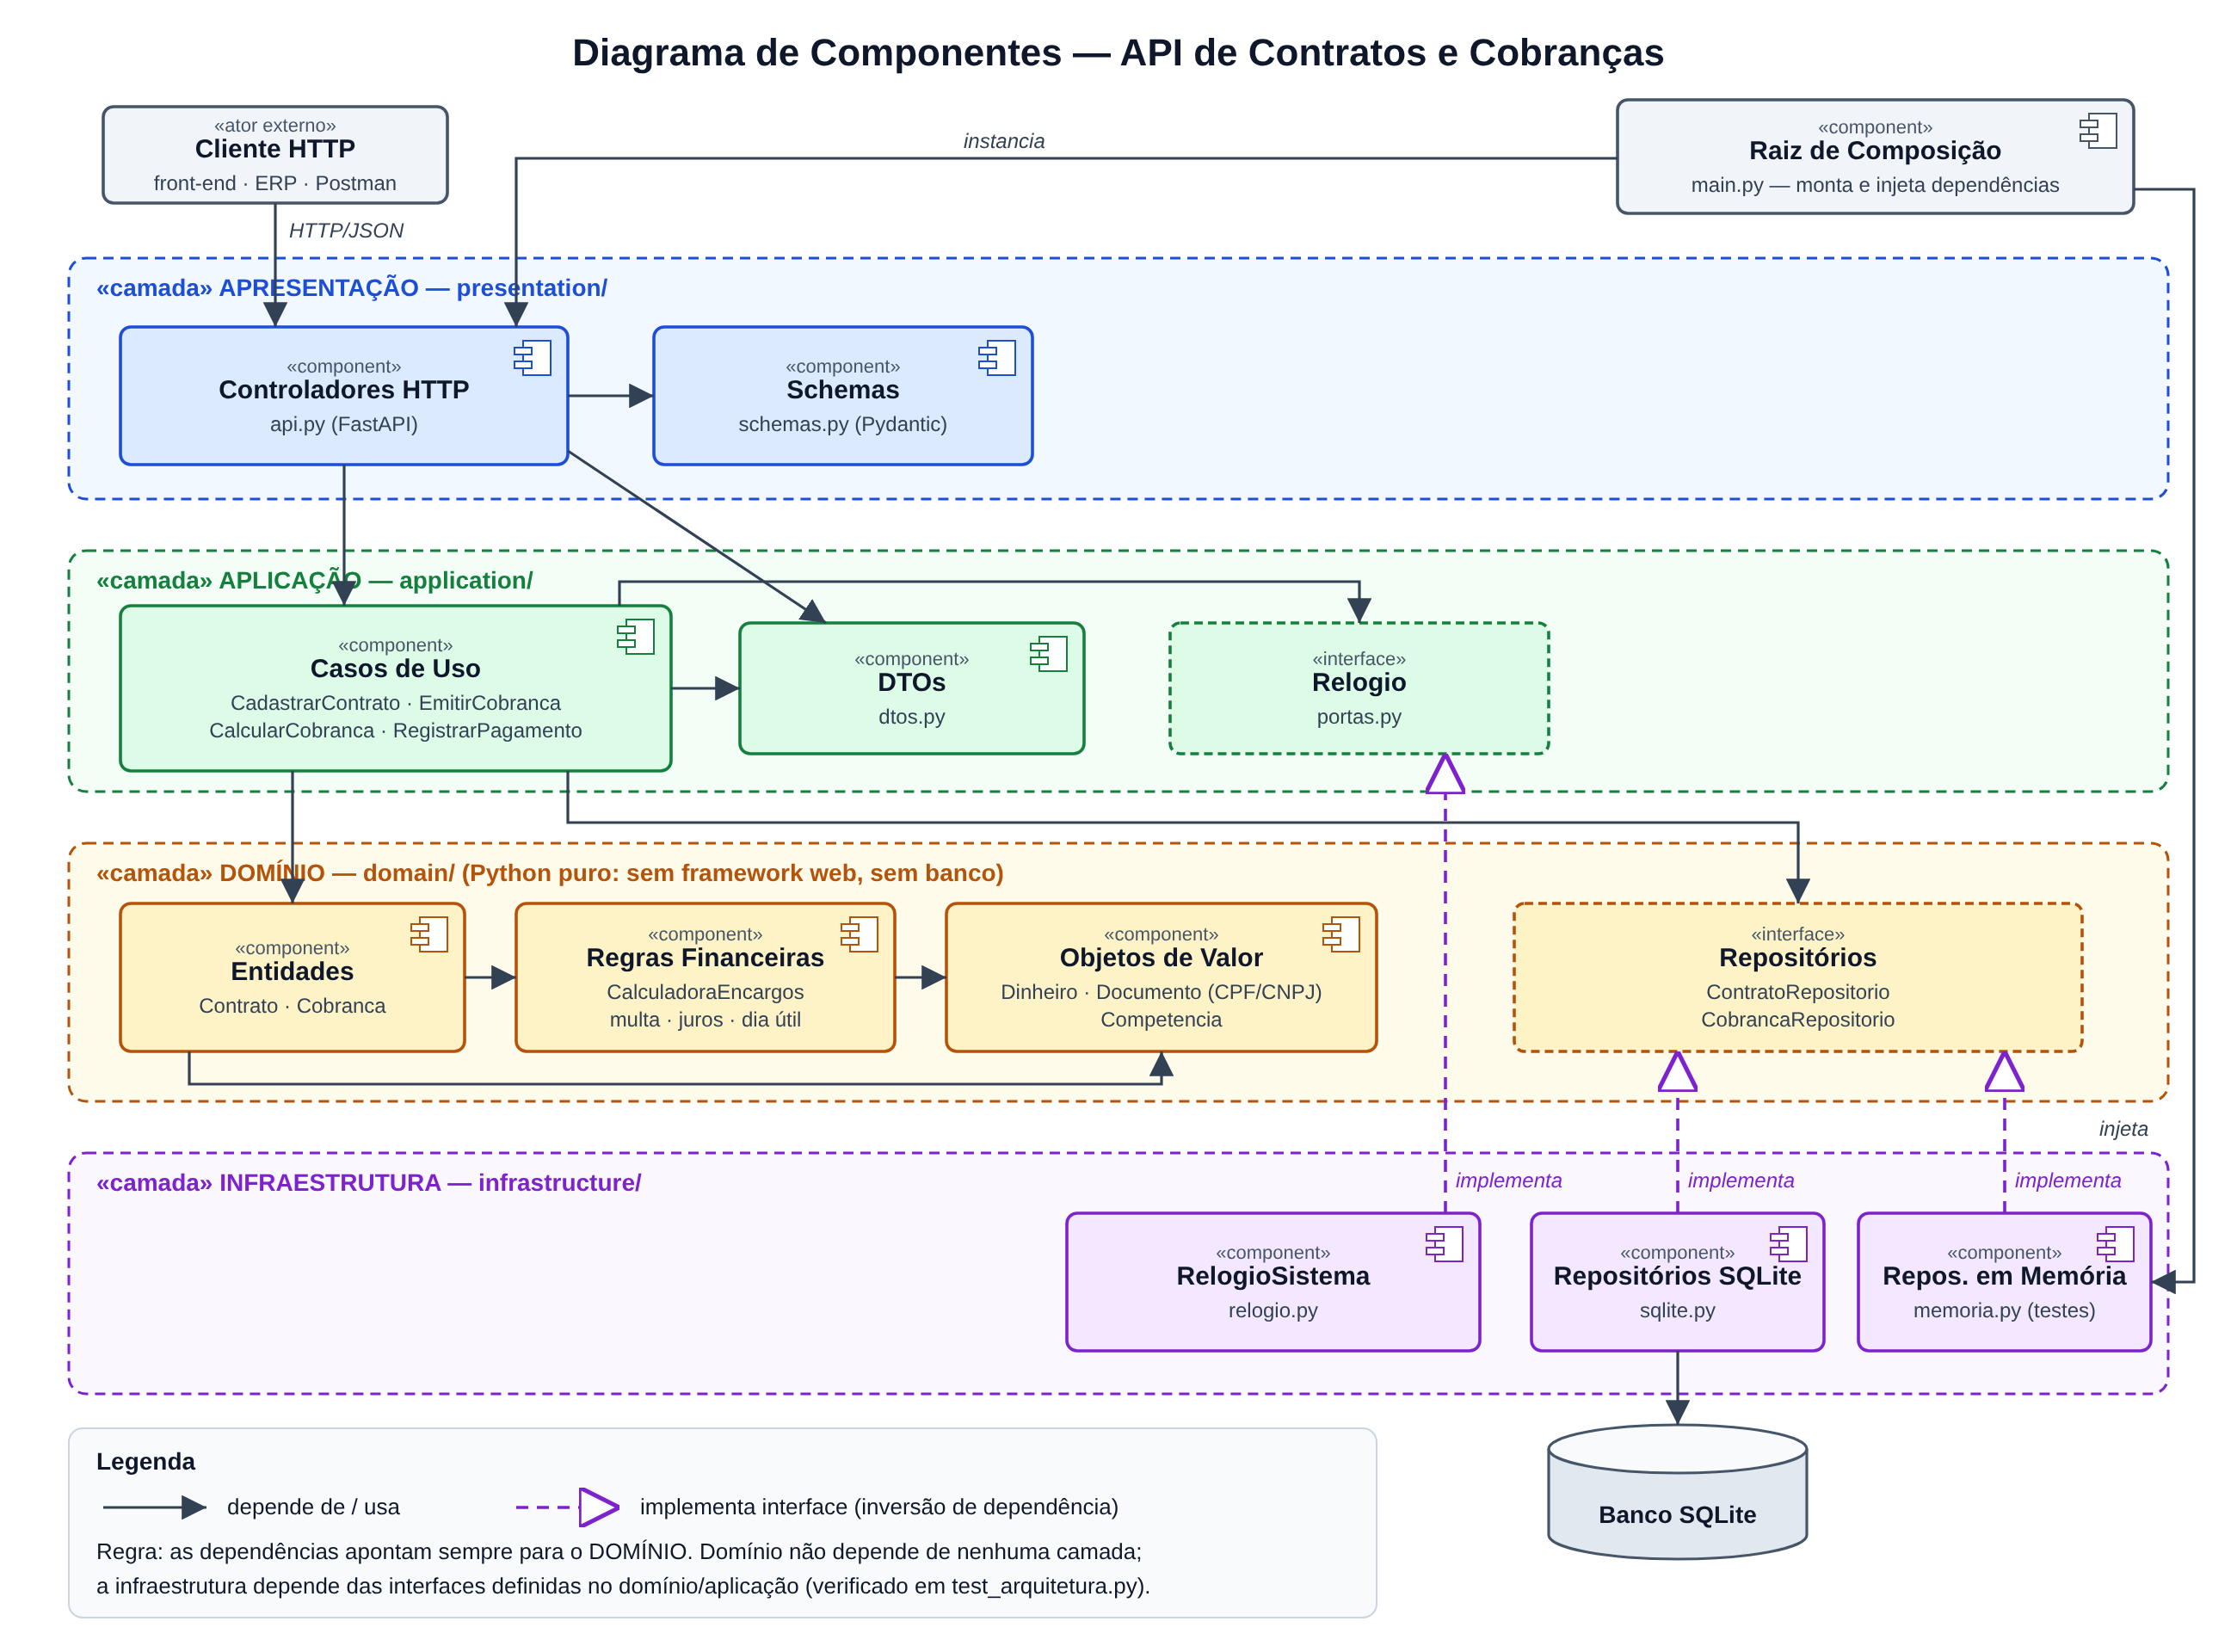 Diagrama de Componentes — API de Contratos e Cobranças
«ator externo»
Cliente HTTP
front-end · ERP · Postman
instancia
«component»
Raiz de Composição
main.py — monta e injeta dependências
HTTP/JSON
«camada» APRESENTAÇÃO — presentation/
«component»
Controladores HTTP
api.py (FastAPI)
«component»
Schemas
schemas.py (Pydantic)
«camada» APLICAÇÃO — application/
«component»
Casos de Uso
CadastrarContrato · EmitirCobranca
CalcularCobranca · RegistrarPagamento
«component»
DTOs
dtos.py
«interface»
Relogio
portas.py
«camada» DOMÍNIO — domain/ (Python puro: sem framework web, sem banco)
«component»
Entidades
Contrato · Cobranca
«component»
Regras Financeiras
CalculadoraEncargos
multa · juros · dia útil
«component»
Objetos de Valor
Dinheiro · Documento (CPF/CNPJ)
Competencia
«interface»
Repositórios
ContratoRepositorio
CobrancaRepositorio
injeta
«camada» INFRAESTRUTURA — infrastructure/
implementa
implementa
implementa
«component»
RelogioSistema
relogio.py
«component»
Repositórios SQLite
sqlite.py
«component»
Repos. em Memória
memoria.py (testes)
Banco SQLite
Legenda
depende de / usa
implementa interface (inversão de dependência)
Regra: as dependências apontam sempre para o DOMÍNIO. Domínio não depende de nenhuma camada;
a infraestrutura depende das interfaces definidas no domínio/aplicação (verificado em test_arquitetura.py).